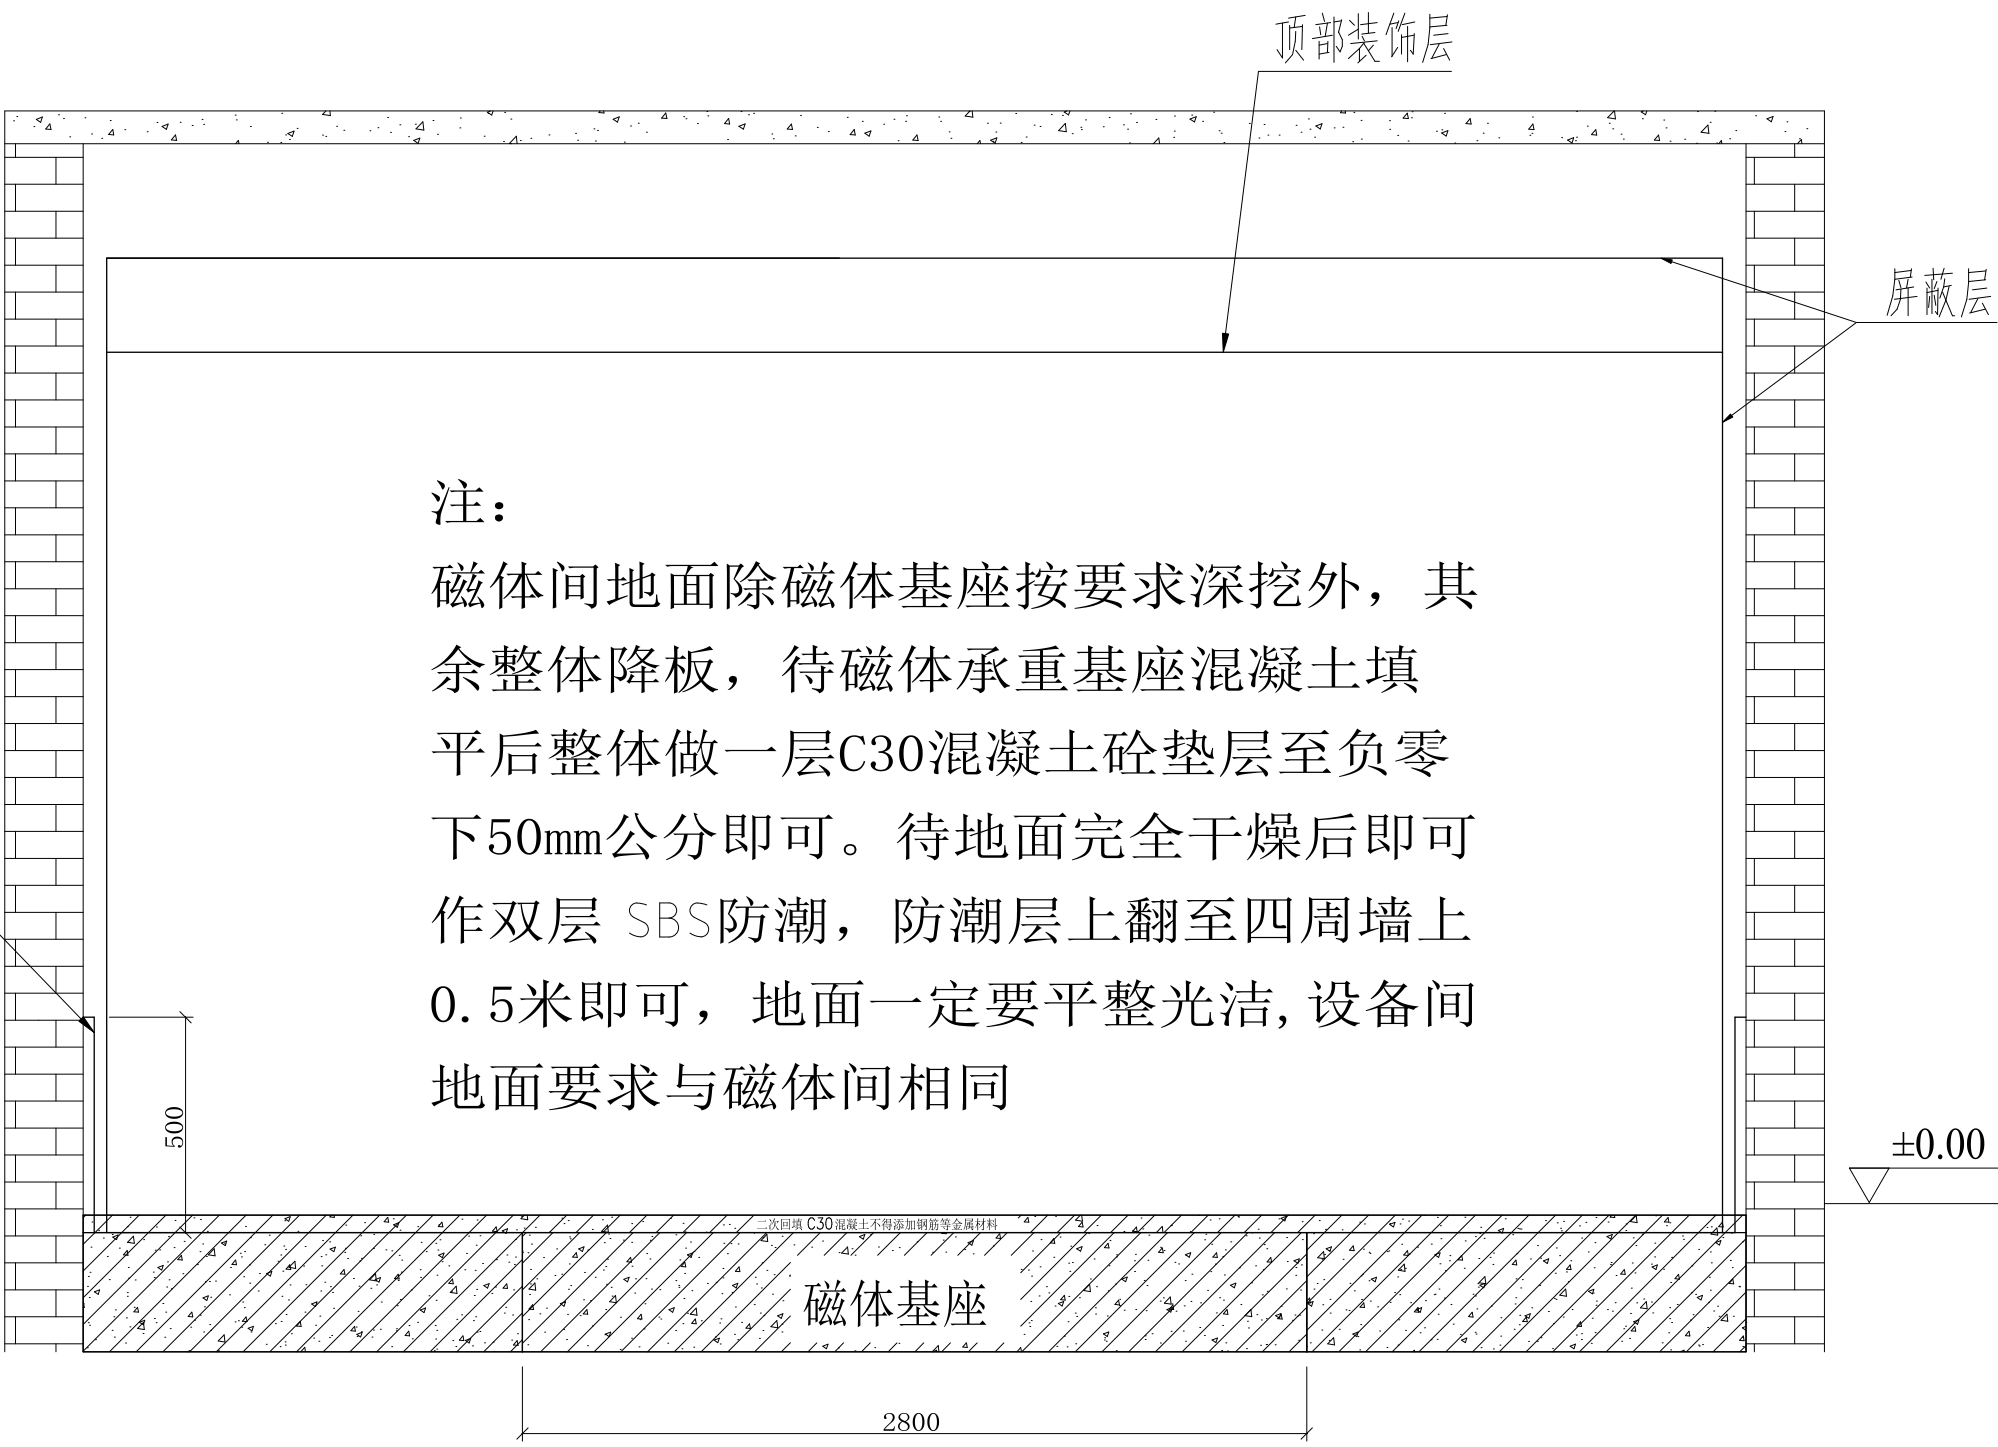 顶部装饰层
屏蔽层
注：
磁体间地面除磁体基座按要求深挖外，其
余整体降板，待磁体承重基座混凝土填
平后整体做一层C30混凝土砼垫层至负零
下50mm公分即可。待地面完全干燥后即可
作双层 SBS防潮，防潮层上翻至四周墙上
0.5米即可，地面一定要平整光洁,设备间
地面要求与磁体间相同
500
±0.00
二次回填 C30混凝土不得添加钢筋等金属材料
磁体基座
2800